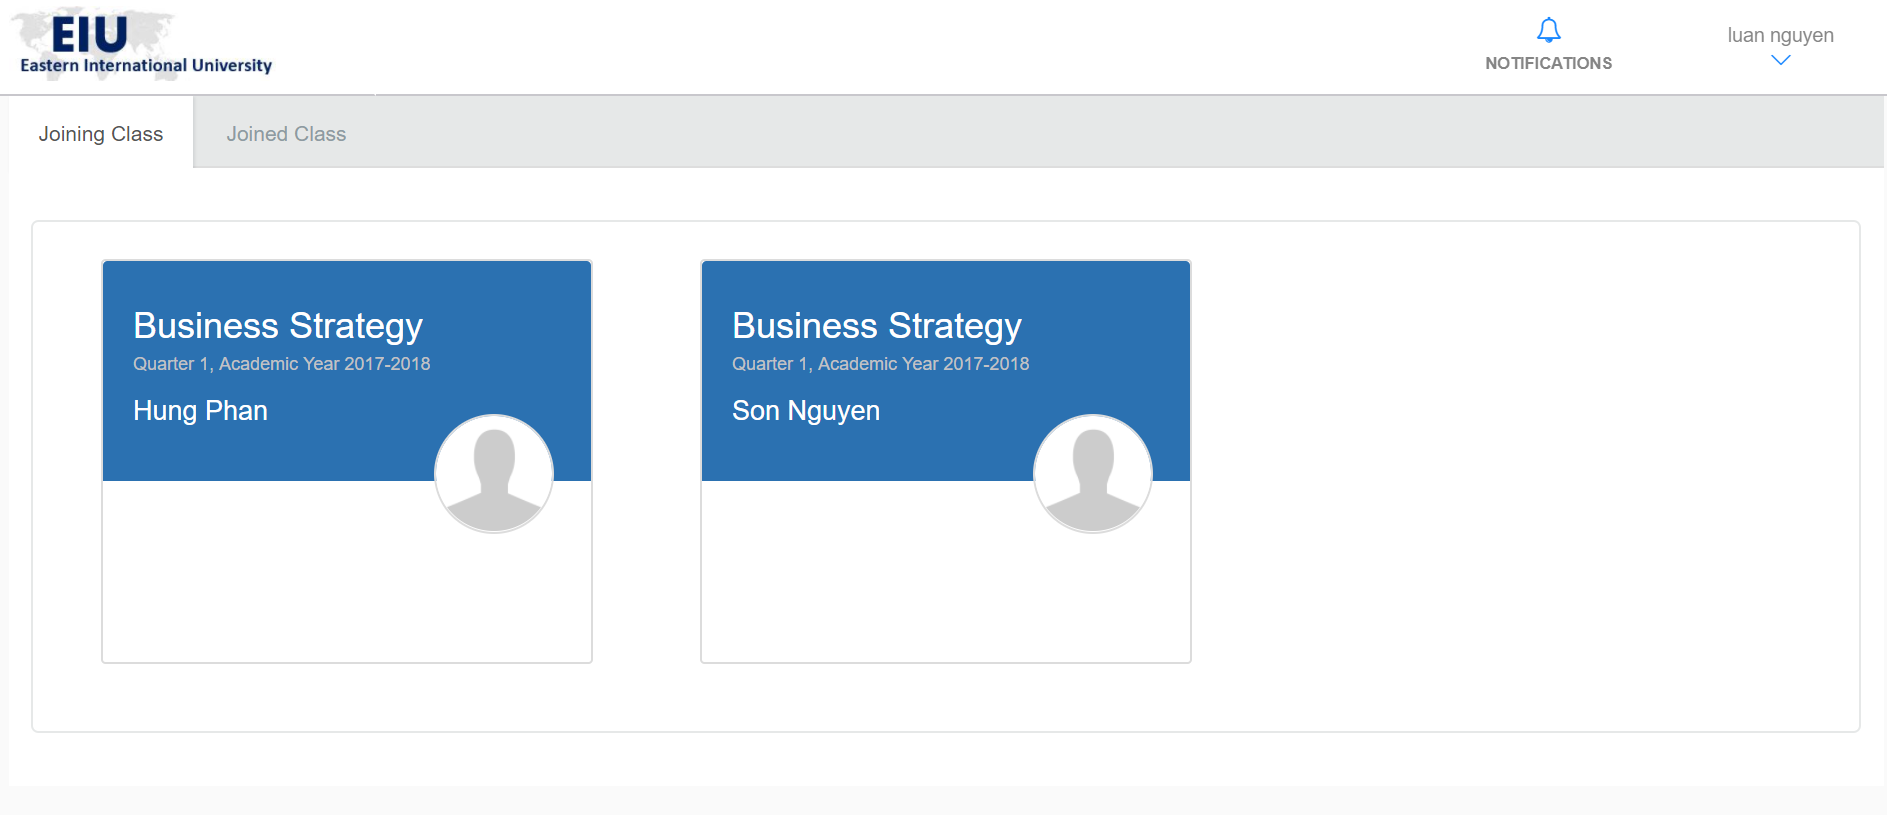 EIU
Eastern International University
NOTIFICATIONS
luan nguyen
Joining Class
Joined Class
Business Strategy
Quarter 1, Academic Year 2017-2018
Hung Phan
Business Strategy
Quarter 1, Academic Year 2017-2018
Son Nguyen